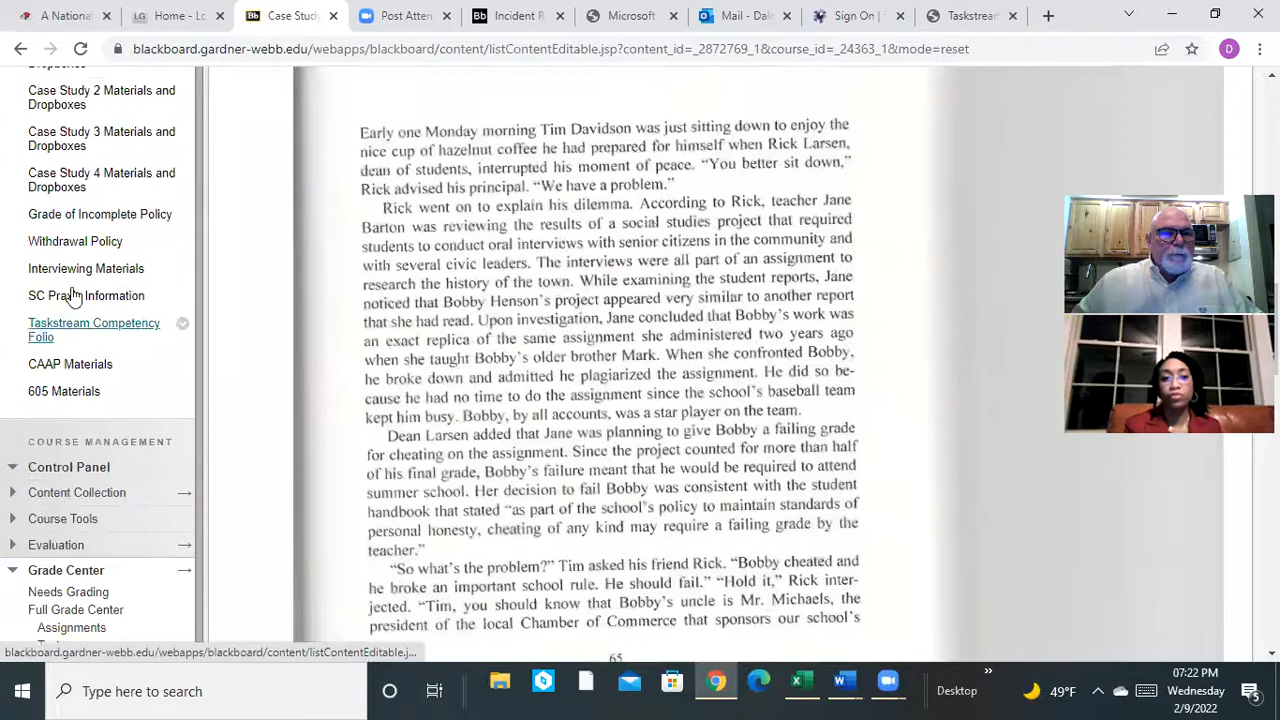 A National
Home - Lo
Case Study
Post Atten
Incident R
Microsoft
Mail - Dale
Sign On |
Taskstream
blackboard.gardner-webb.edu/webapps/blackboard/content/listContentEditable.jsp?content_id=_2872769_1&course_id=_24363_1&mode=reset
D
Dropboxes
Case Study 2 Materials and
Dropboxes
Case Study 3 Materials and
Dropboxes
Case Study 4 Materials and
Dropboxes
Grade of Incomplete Policy
Withdrawal Policy
Interviewing Materials
SC Praxis Information
Taskstream Competency
Folio
CAAP Materials
605 Materials
COURSE MANAGEMENT
Control Panel
Content Collection
Course Tools
Evaluation
Grade Center
Needs Grading
Full Grade Center
Assignments
Early one Monday morning Tim Davidson was just sitting down to enjoy the
nice cup of hazelnut coffee he had prepared for himself when Rick Larsen,
dean of students, interrupted his moment of peace. "You better sit down,"
Rick advised his principal. "We have a problem."
Rick went on to explain his dilemma. According to Rick, teacher Jane
Barton was reviewing the results of a social studies project that required
students to conduct oral interviews with senior citizens in the community and
with several civic leaders. The interviews were all part of an assignment to
research the history of the town. While examining the student reports, Jane
noticed that Bobby Henson's project appeared very similar to another report
that she had read. Upon investigation, Jane concluded that Bobby's work was
an exact replica of the same assignment she administered two years ago
when she taught Bobby's older brother Mark. When she confronted Bobby,
he broke down and admitted he plagiarized the assignment. He did so be-
cause he had no time to do the assignment since the school's baseball team
kept him busy. Bobby, by all accounts, was a star player on the team.
Dean Larsen added that Jane was planning to give Bobby a failing grade
for cheating on the assignment. Since the project counted for more than half
of his final grade, Bobby's failure meant that he would be required to attend
summer school. Her decision to fail Bobby was consistent with the student
handbook that stated "as part of the school's policy to maintain standards of
personal honesty, cheating of any kind may require a failing grade by the
teacher."
"So what's the problem?" Tim asked his friend Rick. "Bobby cheated and
he broke an important school rule. He should fail." "Hold it," Rick inter-
jected. "Tim, you should know that Bobby's uncle is Mr. Michaels, the
president of the local Chamber of Commerce that sponsors our school's
65
blackboard.gardner-webb.edu/webapps/blackboard/content/listContentEditable.j...
Type here to search
Desktop
49°F
07:22 PM
Wednesday
2/9/2022
5